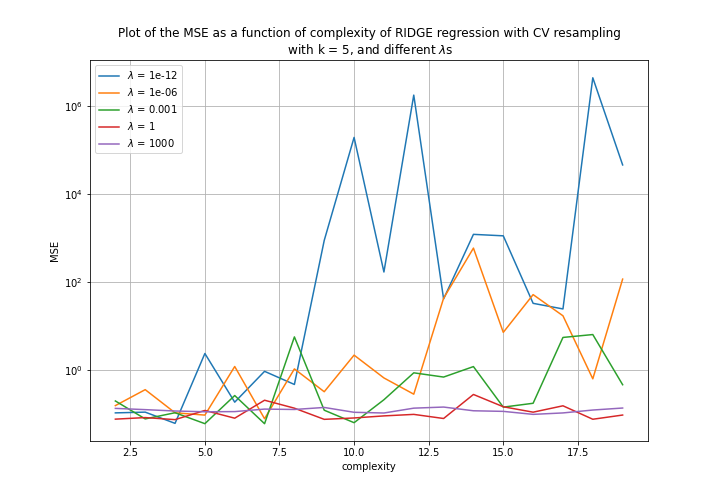 Plot of the MSE as a function of complexity of RIDGE regression with CV resampling
with k = 5, and different λs
λ = 1e-12
λ = 1e-06
λ = 0.001
λ = 1
λ = 1000
MSE
10⁶
10⁴
10²
10⁰
2.5 5.0 7.5 10.0 12.5 15.0 17.5
complexity